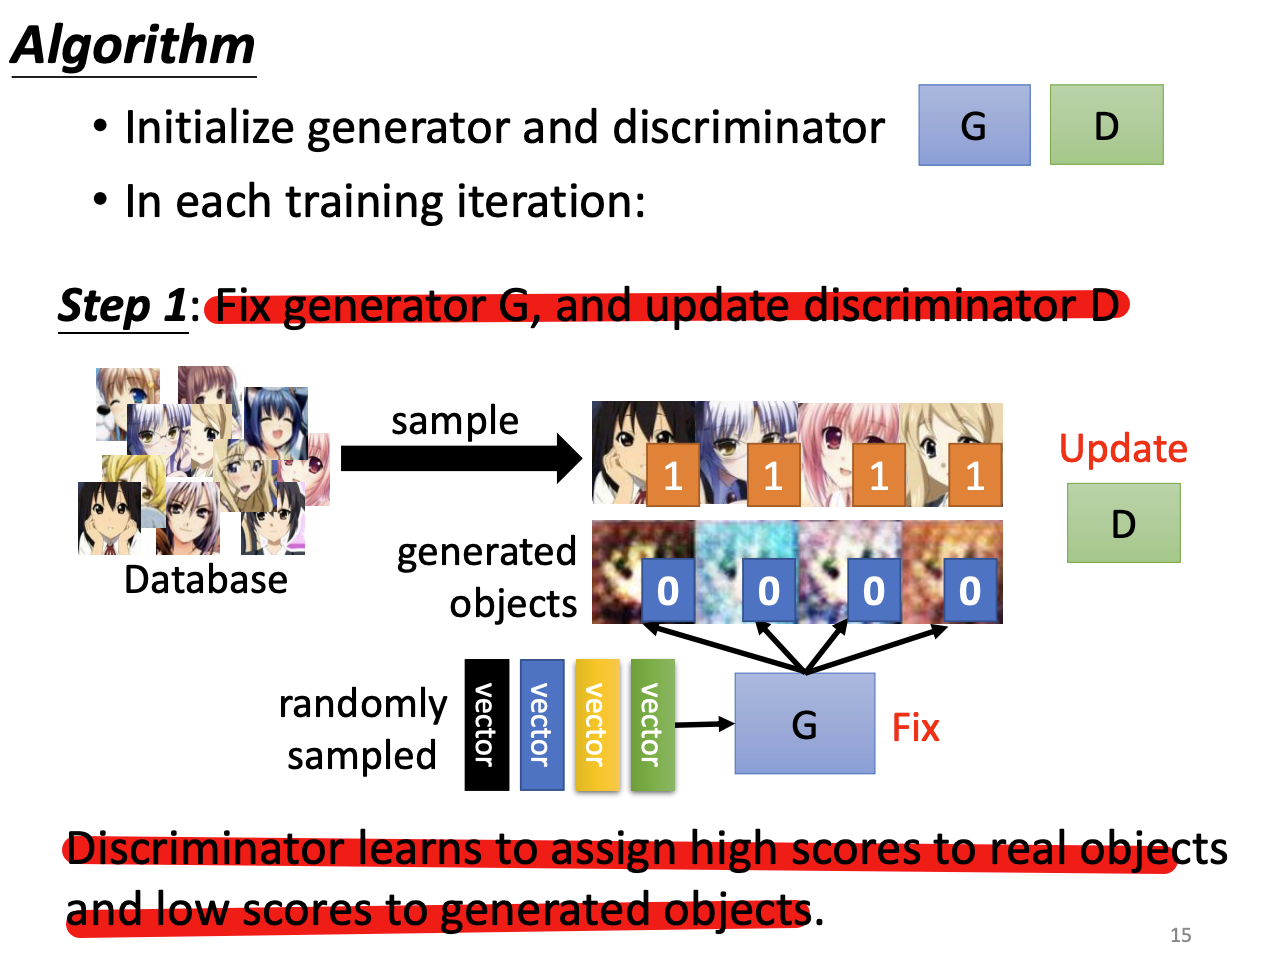 Algorithm
• Initialize generator and discriminator G D
• In each training iteration:
Step 1: Fix generator G, and update discriminator D
sample
1 1 1 1
Update
D
generated
objects
0 0 0 0
Database
randomly
sampled
vector vector vector vector
G
Fix
Discriminator learns to assign high scores to real objects
and low scores to generated objects.
15